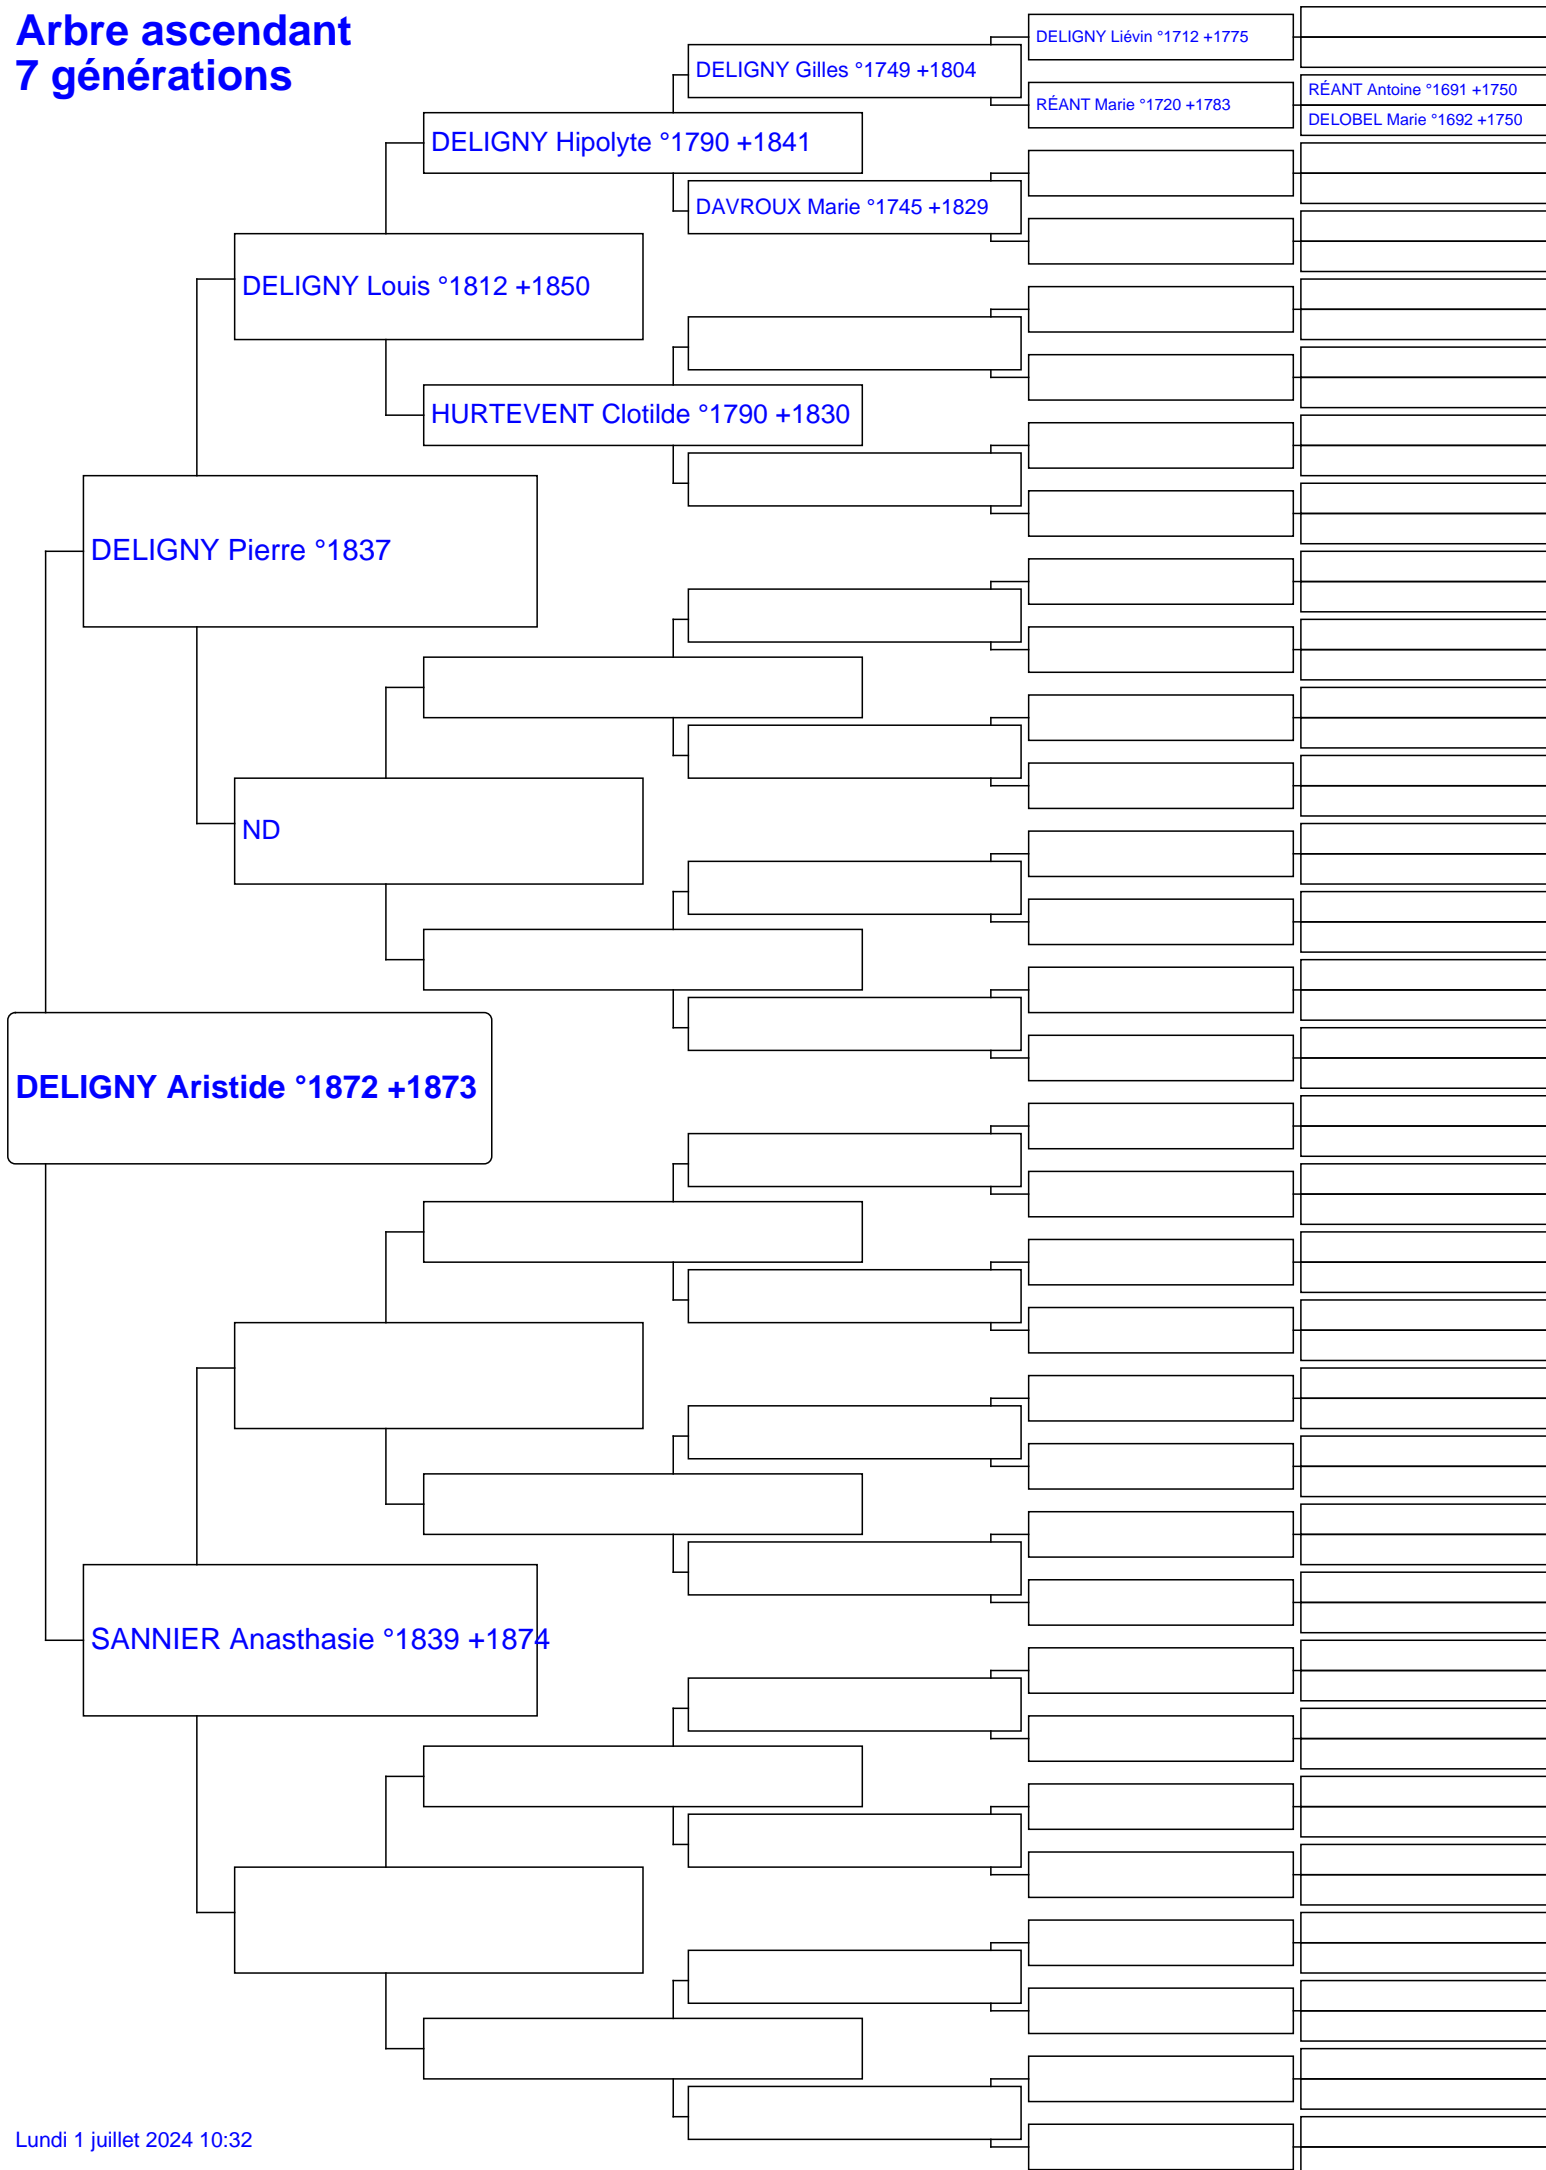 Arbre ascendant
7 générations
DELIGNY Liévin °1712 +1775
DELIGNY Gilles °1749 +1804
RÉANT Antoine °1691 +1750
RÉANT Marie °1720 +1783
DELOBEL Marie °1692 +1750
DELIGNY Hipolyte °1790 +1841
DAVROUX Marie °1745 +1829
DELIGNY Louis °1812 +1850
HURTEVENT Clotilde °1790 +1830
DELIGNY Pierre °1837
ND
DELIGNY Aristide °1872 +1873
SANNIER Anasthasie °1839 +1874
Lundi 1 juillet 2024 10:32